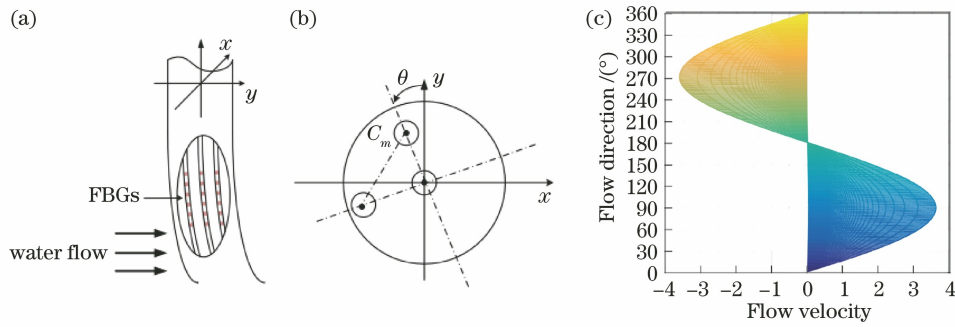 (a)
x
y
FBGs
water flow
(b)
θ
y
C_m
x
(c)
Flow direction /(°)
360
330
300
270
240
210
180
150
120
90
60
30
0
−4 −3 −2 −1 0 1 2 3 4
Flow velocity